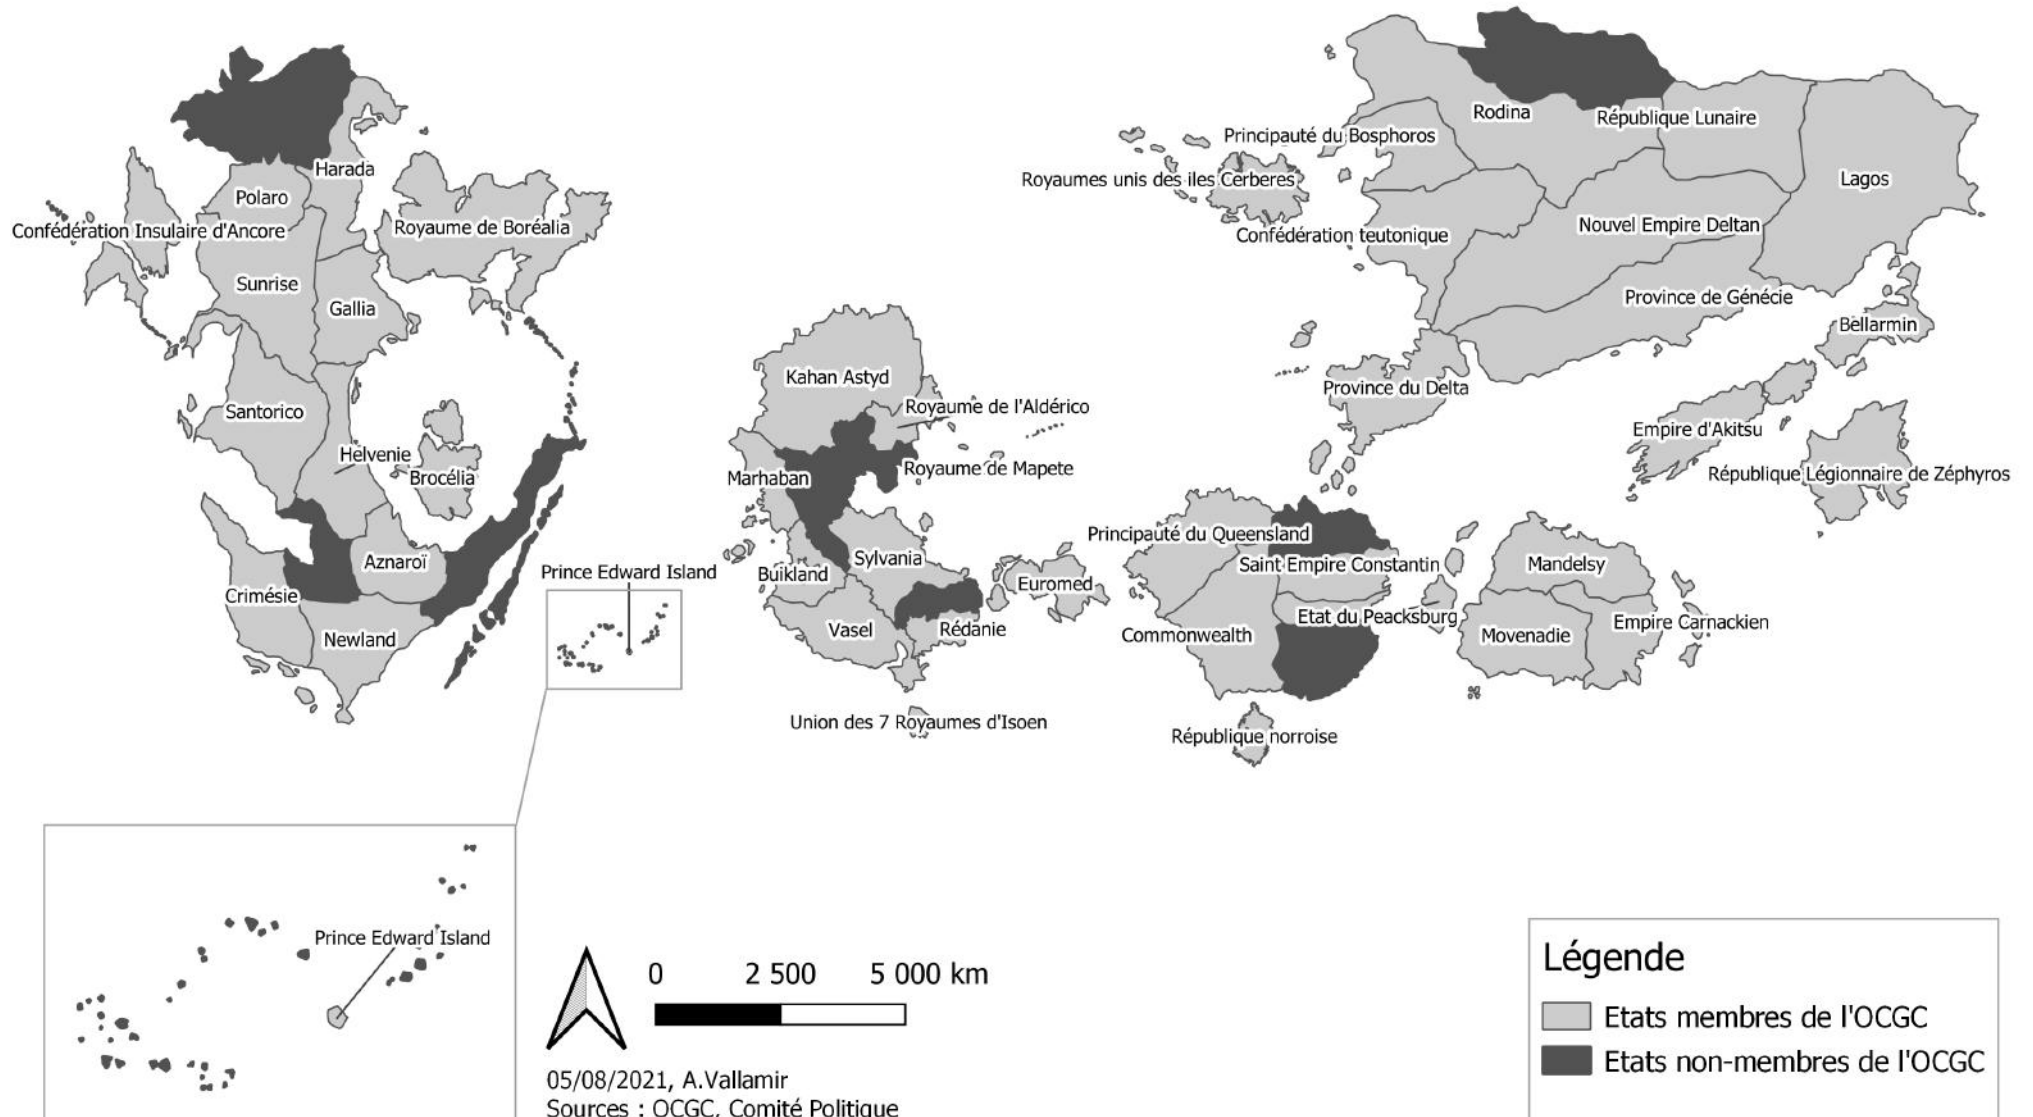 Harada
Polaro
Confédération Insulaire d'Ancore
Royaume de Boréalia
Sunrise
Gallia
Santorico
Helvenie
Brocélia
Aznaroï
Crimésie
Newland
Prince Edward Island
Kahan Astyd
Royaume de l'Aldérico
Royaume de Mapete
Marhaban
Sylvania
Buikland
Euromed
Vasel
Rédanie
Union des 7 Royaumes d'Isoen
Rodina
République Lunaire
Principauté du Bosphoros
Royaumes unis des iles Cerberes
Lagos
Confédération teutonique
Nouvel Empire Deltan
Province de Génécie
Bellarmin
Province du Delta
Empire d'Akitsu
République Légionnaire de Zéphyros
Principauté du Queensland
Saint Empire Constantin
Mandelsy
Etat du Peacksburg
Commonwealth
Movenadie
Empire Carnackien
République norroise
Prince Edward Island
0 2 500 5 000 km
05/08/2021, A.Vallamir
Sources : OCGC, Comité Politique
Légende
Etats membres de l'OCGC
Etats non-membres de l'OCGC